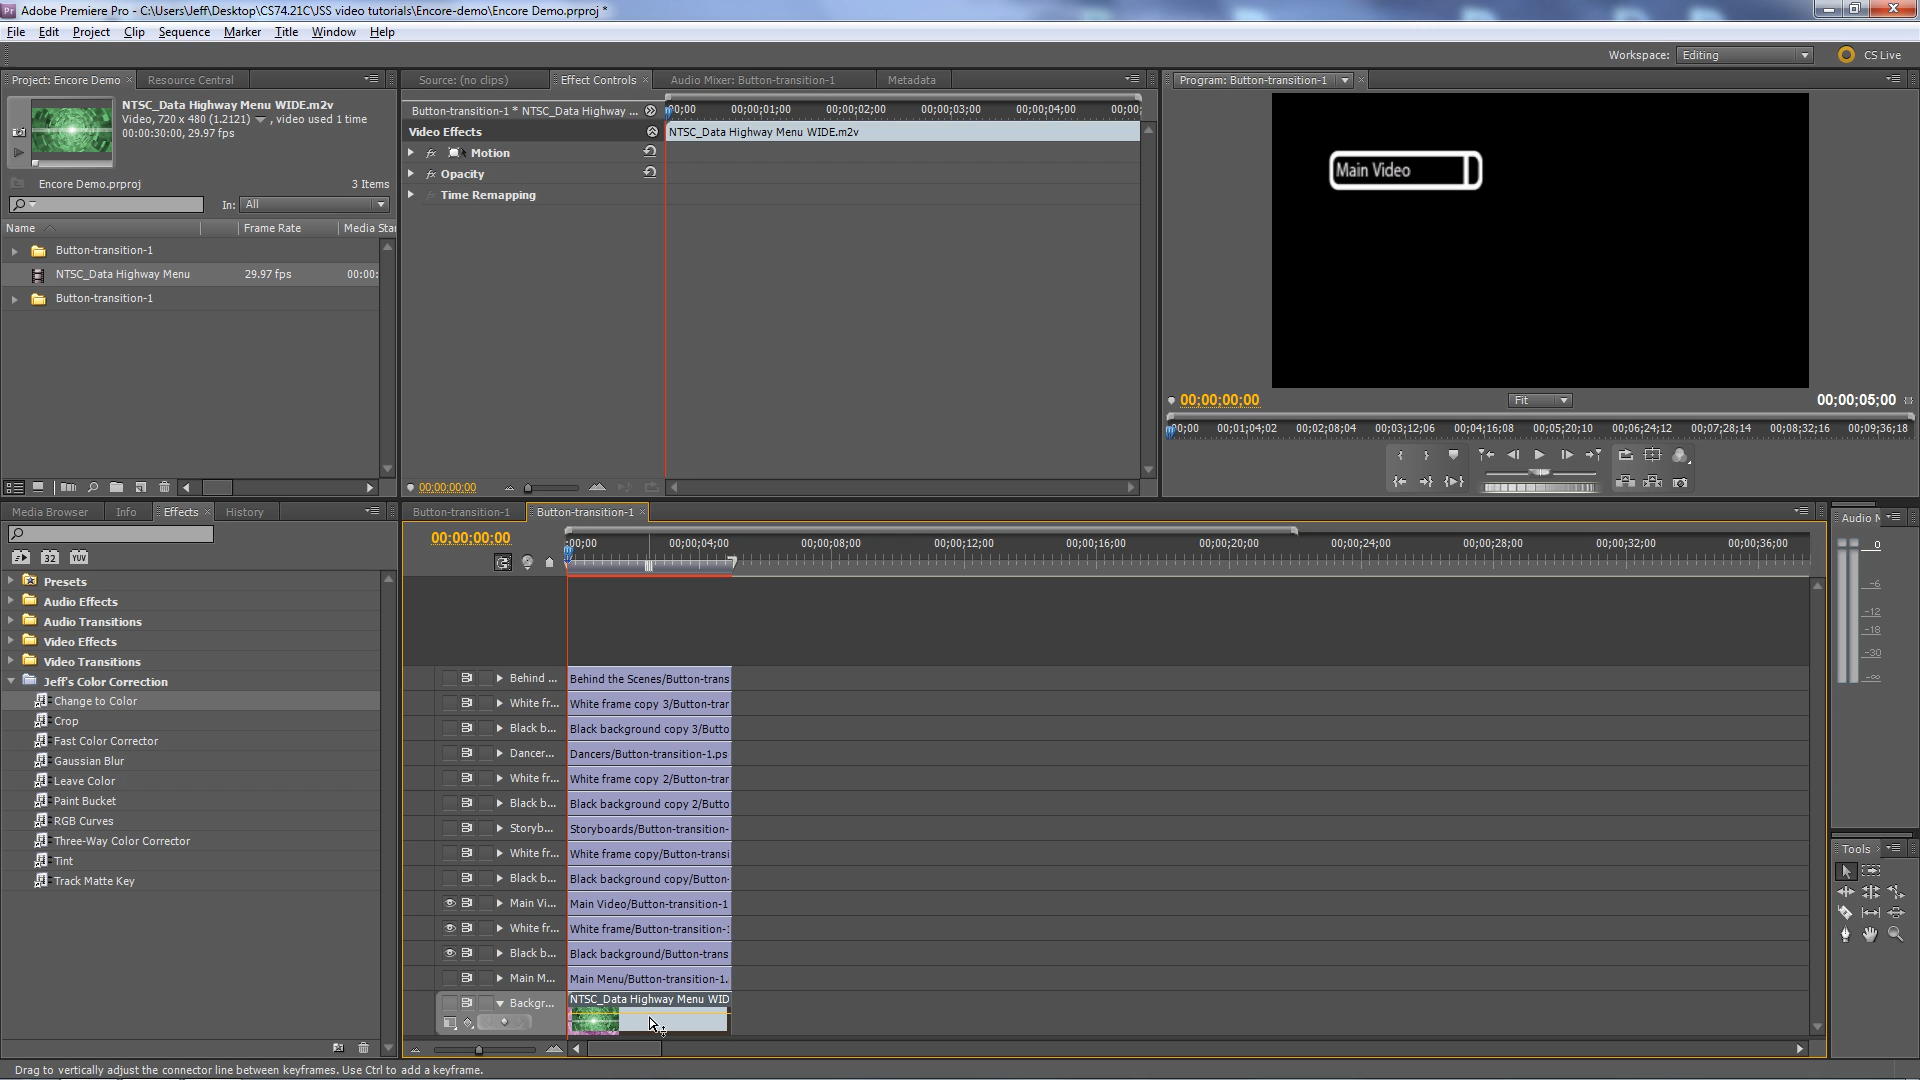 Adobe Premiere Pro - C:\Users\Jeff\Desktop\CS74.21C\JSS video tutorials\Encore-demo\Encore Demo.prproj *
File Edit Project Clip Sequence Marker Title Window Help
Workspace: Editing CS Live
Project: Encore Demo Resource Central
NTSC_Data Highway Menu WIDE.m2v
Video, 720 x 480 (1.2121) , video used 1 time
00:00:30:00, 29.97 fps
Encore Demo.prproj 3 Items
In: All
Name Frame Rate Media Star
Button-transition-1
NTSC_Data Highway Menu 29.97 fps 00:00:
Button-transition-1
Source: (no clips) Effect Controls Audio Mixer: Button-transition-1 Metadata
Button-transition-1 * NTSC_Data Highway ... 00;00 00;00;01;00 00;00;02;00 00;00;03;00 00;00;04;00 00;00;
Video Effects NTSC_Data Highway Menu WIDE.m2v
fx Motion
fx Opacity
Time Remapping
00:00:00:00
Program: Button-transition-1
Main Video
00;00;00;00 Fit 00;00;05;00
00;00 00;01;04;02 00;02;08;04 00;03;12;06 00;04;16;08 00;05;20;10 00;06;24;12 00;07;28;14 00;08;32;16 00;09;36;18
Media Browser Info Effects History
32 YUV
Presets
Audio Effects
Audio Transitions
Video Effects
Video Transitions
Jeff's Color Correction
Change to Color
Crop
Fast Color Corrector
Gaussian Blur
Leave Color
Paint Bucket
RGB Curves
Three-Way Color Corrector
Tint
Track Matte Key
Button-transition-1 Button-transition-1
00:00:00:00 :00;00 00;00;04;00 00;00;08;00 00;00;12;00 00;00;16;00 00;00;20;00 00;00;24;00 00;00;28;00 00;00;32;00 00;00;36;00
Behind ... Behind the Scenes/Button-trans
White fr... White frame copy 3/Button-trar
Black b... Black background copy 3/Butto
Dancer... Dancers/Button-transition-1.ps
White fr... White frame copy 2/Button-trar
Black b... Black background copy 2/Butto
Storyb... Storyboards/Button-transition-
White fr... White frame copy/Button-transi
Black b... Black background copy/Button-
Main Vi... Main Video/Button-transition-1
White fr... White frame/Button-transition-1
Black b... Black background/Button-trans
Main M... Main Menu/Button-transition-1.
Backgr... NTSC_Data Highway Menu WID
Audio M
0
-6
-12
-18
-30
-∞
Tools
Drag to vertically adjust the connector line between keyframes. Use Ctrl to add a keyframe.